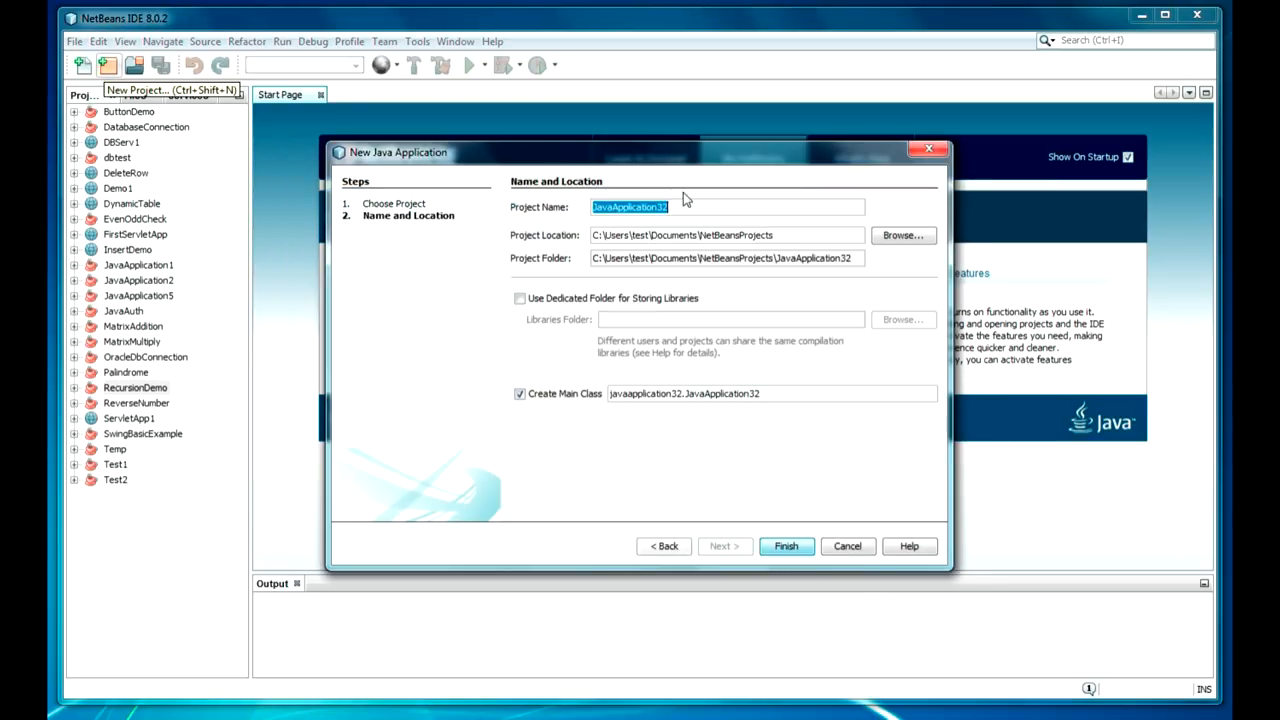 NetBeans IDE 8.0.2
File Edit View Navigate Source Refactor Run Debug Profile Team Tools Window Help
Search (Ctrl+I)
New Project... (Ctrl+Shift+N)
Proj...
Start Page
ButtonDemo
DatabaseConnection
DBServ1
dbtest
DeleteRow
Demo1
DynamicTable
EvenOddCheck
FirstServletApp
InsertDemo
JavaApplication1
JavaApplication2
JavaApplication5
JavaAuth
MatrixAddition
MatrixMultiply
OracleDbConnection
Palindrome
RecursionDemo
ReverseNumber
ServletApp1
SwingBasicExample
Temp
Test1
Test2
Show On Startup
New Java Application
Steps
1. Choose Project
2. Name and Location
Name and Location
Project Name: JavaApplication32
Project Location: C:\Users\test\Documents\NetBeansProjects Browse...
Project Folder: C:\Users\test\Documents\NetBeansProjects\JavaApplication32
Use Dedicated Folder for Storing Libraries
Libraries Folder: Browse...
Different users and projects can share the same compilation
libraries (see Help for details).
Create Main Class javaapplication32.JavaApplication32
< Back Next > Finish Cancel Help
eatures
urns on functionality as you use it.
ng and opening projects and the IDE
vate the features you need, making
ence quicker and cleaner.
y, you can activate features
Java
Output
1
INS